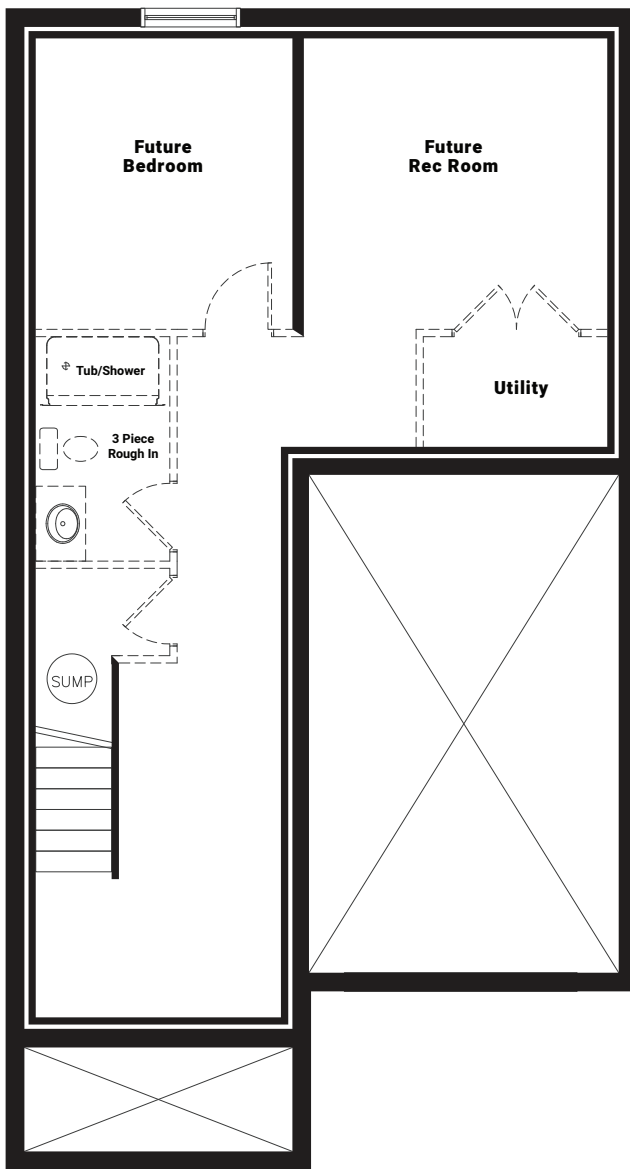 Future
Bedroom
Future
Rec Room
Tub/Shower
Utility
3 Piece
Rough In
SUMP